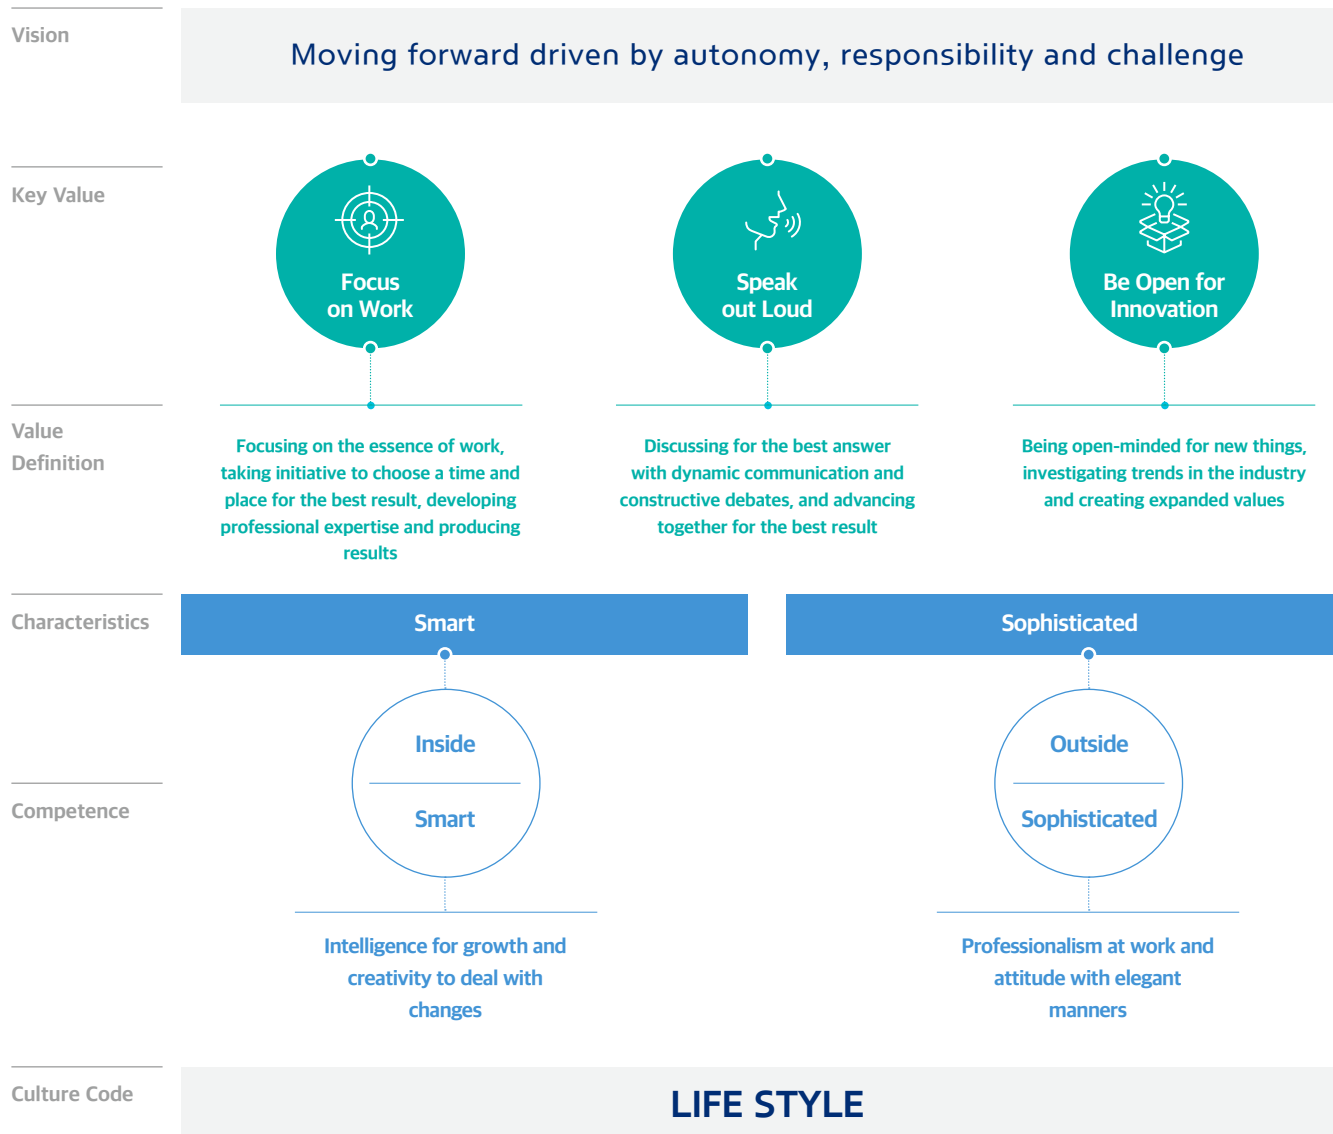 Vision
Moving forward driven by autonomy, responsibility and challenge
Key Value
Focus
on Work
Speak
out Loud
Be Open for
Innovation
Value
Definition
Focusing on the essence of work,
taking initiative to choose a time and
place for the best result, developing
professional expertise and producing
results
Discussing for the best answer
with dynamic communication and
constructive debates, and advancing
together for the best result
Being open-minded for new things,
investigating trends in the industry
and creating expanded values
Characteristics
Smart
Sophisticated
Competence
Inside
Smart
Intelligence for growth and
creativity to deal with
changes
Outside
Sophisticated
Professionalism at work and
attitude with elegant
manners
Culture Code
LIFE STYLE